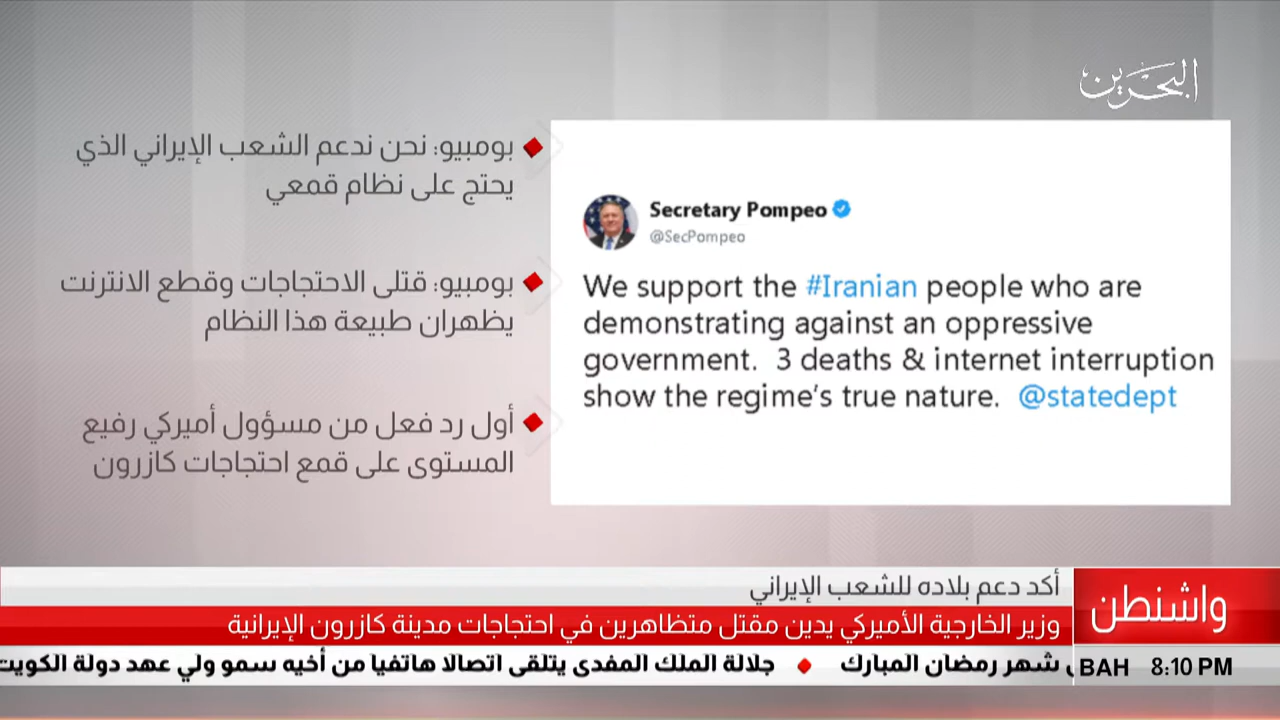 البحرين
بومبيو: نحن ندعم الشعب الإيراني الذي
يحتج على نظام قمعي
بومبيو: قتلى الاحتجاجات وقطع الانترنت
يظهران طبيعة هذا النظام
أول رد فعل من مسؤول أميركي رفيع
المستوى على قمع احتجاجات كازرون
Secretary Pompeo
@SecPompeo
We support the #Iranian people who are
demonstrating against an oppressive
government. 3 deaths & internet interruption
show the regime's true nature. @statedept
واشنطن
أكد دعم بلاده للشعب الإيراني
وزير الخارجية الأميركي يدين مقتل متظاهرين في احتجاجات مدينة كازرون الإيرانية
شهر رمضان المبارك ♦ جلالة الملك المفدى يتلقى اتصالا هاتفيا من أخيه سمو ولي عهد دولة الكويت
BAH 8:10 PM